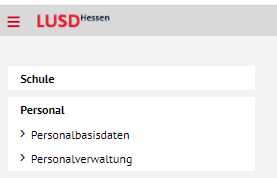 LUSD Hessen
Schule
Personal
Personalbasisdaten
Personalverwaltung